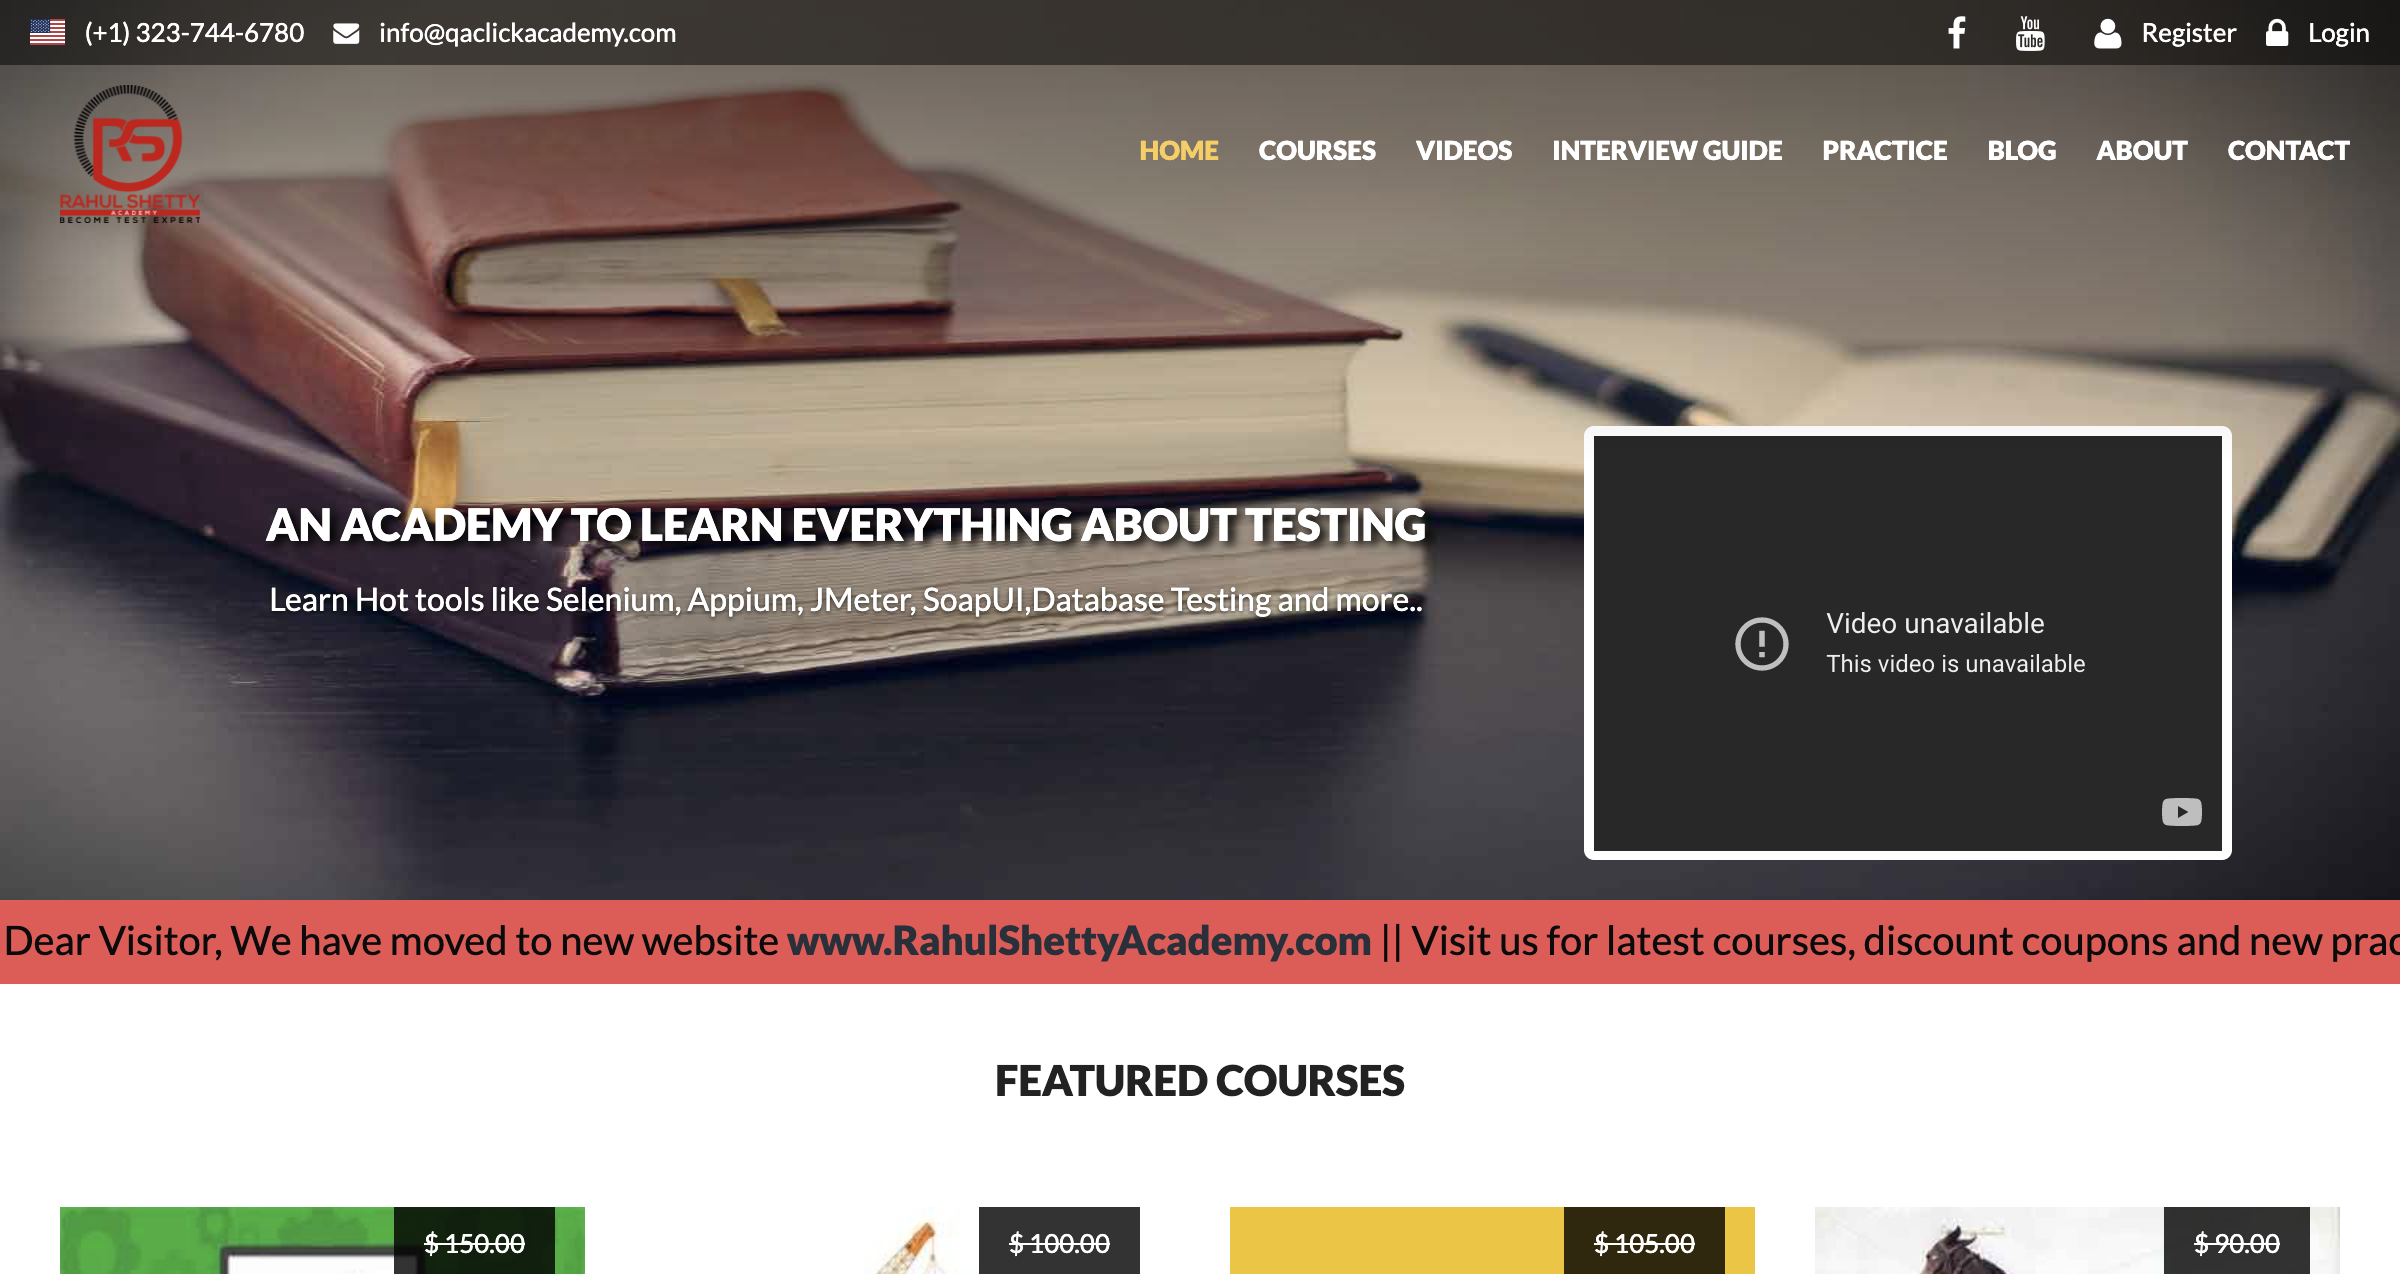 (+1) 323-744-6780 info@qaclickacademy.com
You Tube Register Login
RS
RAHUL SHETTY
ACADEMY
BECOME TEST EXPERT
HOME COURSES VIDEOS INTERVIEW GUIDE PRACTICE BLOG ABOUT CONTACT
AN ACADEMY TO LEARN EVERYTHING ABOUT TESTING
Learn Hot tools like Selenium, Appium, JMeter, SoapUI,Database Testing and more..
Video unavailable
This video is unavailable
Dear Visitor, We have moved to new website www.RahulShettyAcademy.com || Visit us for latest courses, discount coupons and new prac
FEATURED COURSES
$ 150.00 $ 100.00 $ 105.00 $ 90.00